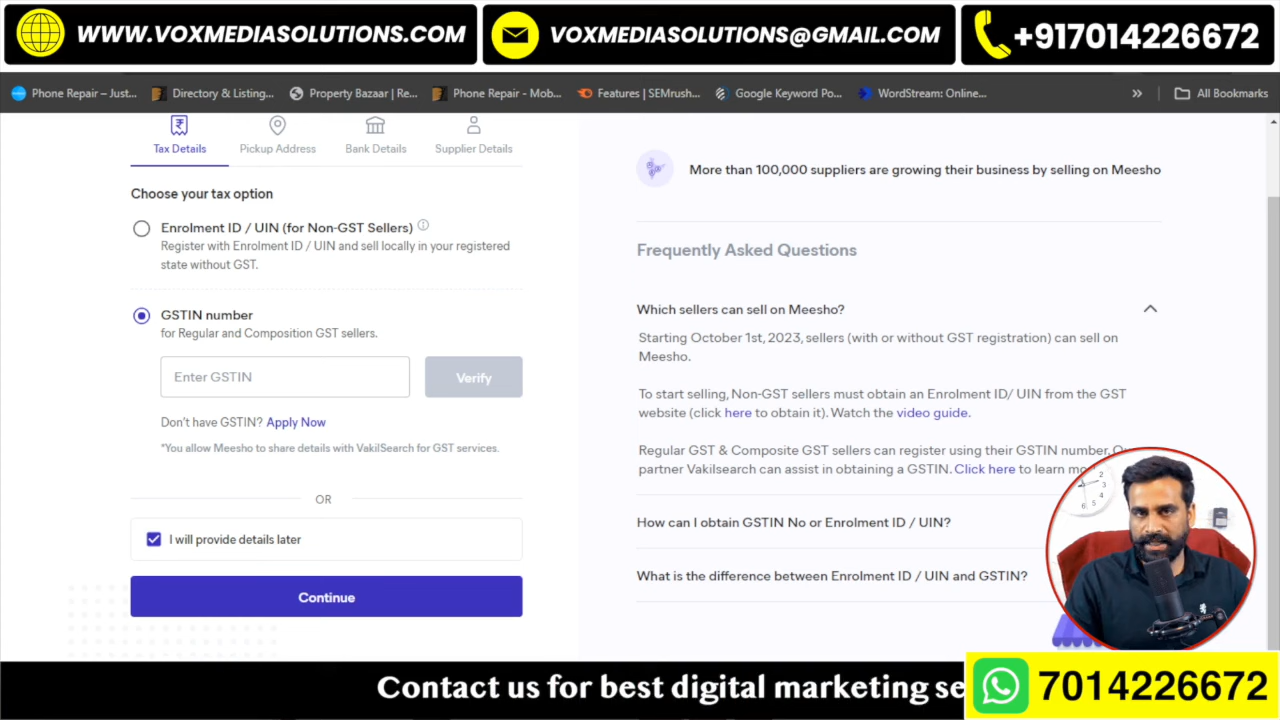 WWW.VOXMEDIASOLUTIONS.COM
VOXMEDIASOLUTIONS@GMAIL.COM
+917014226672
Phone Repair – Just...
Directory & Listing...
Property Bazaar | Re...
Phone Repair - Mob...
Features | SEMrush...
Google Keyword Po...
WordStream: Online...
»
All Bookmarks
Tax Details
Pickup Address
Bank Details
Supplier Details
Choose your tax option
Enrolment ID / UIN (for Non-GST Sellers)
Register with Enrolment ID / UIN and sell locally in your registered
state without GST.
GSTIN number
for Regular and Composition GST sellers.
Enter GSTIN
Verify
Don't have GSTIN? Apply Now
*You allow Meesho to share details with VakilSearch for GST services.
OR
I will provide details later
Continue
More than 100,000 suppliers are growing their business by selling on Meesho
Frequently Asked Questions
Which sellers can sell on Meesho?
Starting October 1st, 2023, sellers (with or without GST registration) can sell on
Meesho.
To start selling, Non-GST sellers must obtain an Enrolment ID/ UIN from the GST
website (click here to obtain it). Watch the video guide.
Regular GST & Composite GST sellers can register using their GSTIN number.
partner Vakilsearch can assist in obtaining a GSTIN. Click here to learn
How can I obtain GSTIN No or Enrolment ID / UIN?
What is the difference between Enrolment ID / UIN and GSTIN?
Contact us for best digital marketing se
7014226672